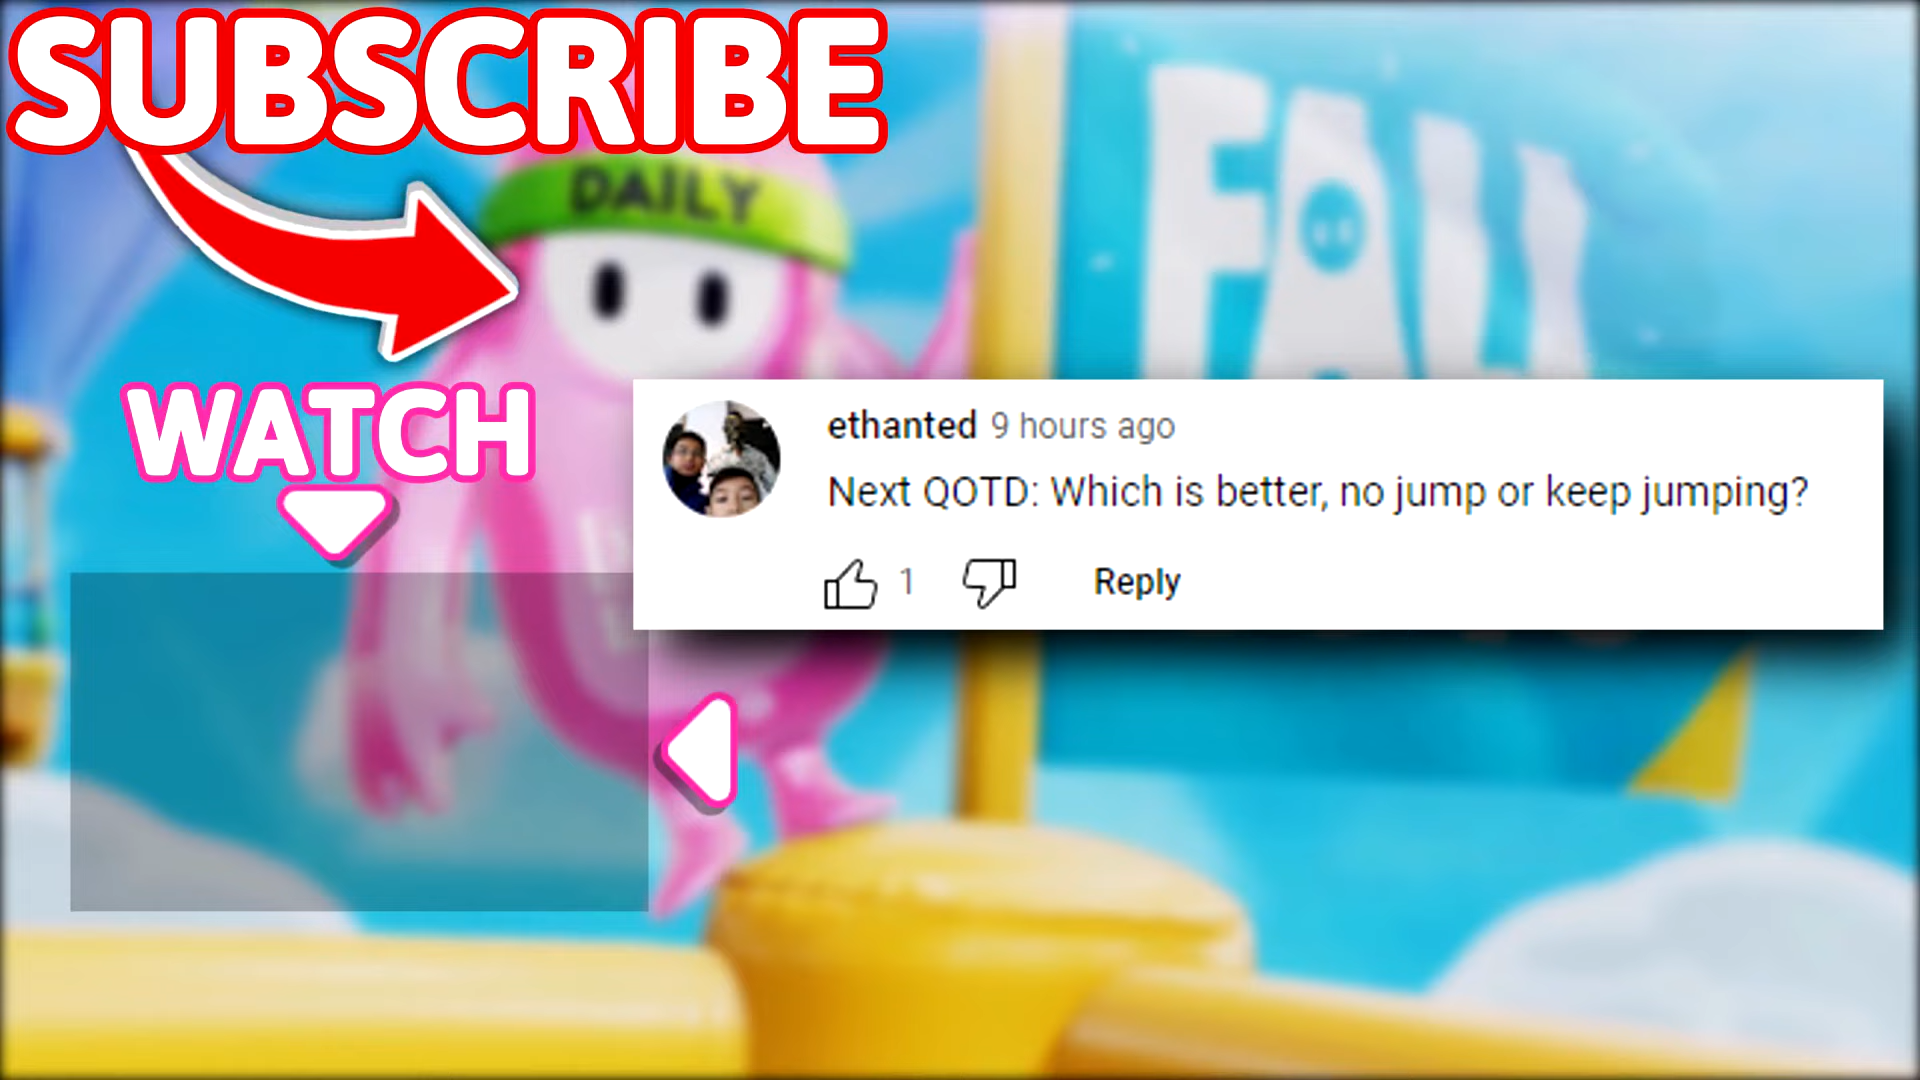 SUBSCRIBE
DAILY
FALL
WATCH
ethanted 9 hours ago
Next QOTD: Which is better, no jump or keep jumping?
1
Reply